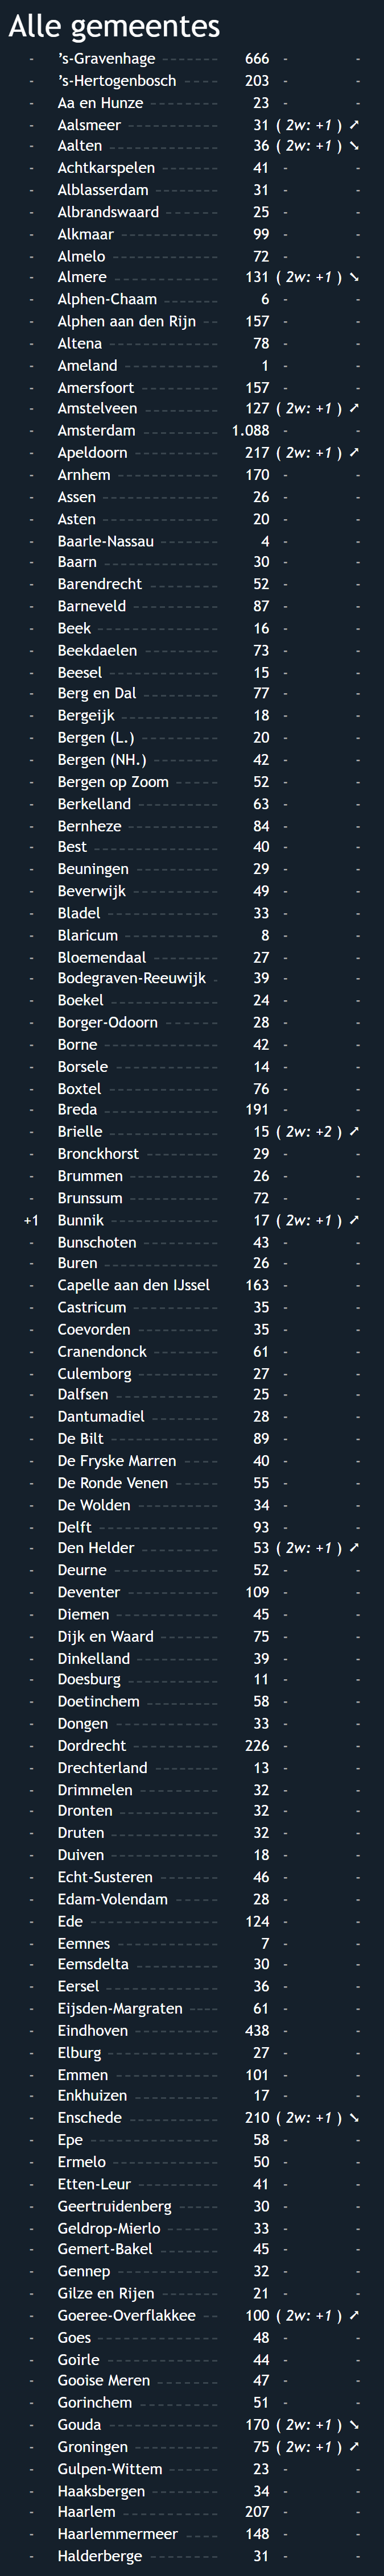 Alle gemeentes
- 's-Gravenhage 666 - -
- 's-Hertogenbosch 203 - -
- Aa en Hunze 23 - -
- Aalsmeer 31 ( 2w: +1 ) ↗
- Aalten 36 ( 2w: +1 ) ↘
- Achtkarspelen 41 - -
- Alblasserdam 31 - -
- Albrandswaard 25 - -
- Alkmaar 99 - -
- Almelo 72 - -
- Almere 131 ( 2w: +1 ) ↘
- Alphen-Chaam 6 - -
- Alphen aan den Rijn 157 - -
- Altena 78 - -
- Ameland 1 - -
- Amersfoort 157 - -
- Amstelveen 127 ( 2w: +1 ) ↗
- Amsterdam 1.088 - -
- Apeldoorn 217 ( 2w: +1 ) ↗
- Arnhem 170 - -
- Assen 26 - -
- Asten 20 - -
- Baarle-Nassau 4 - -
- Baarn 30 - -
- Barendrecht 52 - -
- Barneveld 87 - -
- Beek 16 - -
- Beekdaelen 73 - -
- Beesel 15 - -
- Berg en Dal 77 - -
- Bergeijk 18 - -
- Bergen (L.) 20 - -
- Bergen (NH.) 42 - -
- Bergen op Zoom 52 - -
- Berkelland 63 - -
- Bernheze 84 - -
- Best 40 - -
- Beuningen 29 - -
- Beverwijk 49 - -
- Bladel 33 - -
- Blaricum 8 - -
- Bloemendaal 27 - -
- Bodegraven-Reeuwijk 39 - -
- Boekel 24 - -
- Borger-Odoorn 28 - -
- Borne 42 - -
- Borsele 14 - -
- Boxtel 76 - -
- Breda 191 - -
- Brielle 15 ( 2w: +2 ) ↗
- Bronckhorst 29 - -
- Brummen 26 - -
- Brunssum 72 - -
+1 Bunnik 17 ( 2w: +1 ) ↗
- Bunschoten 43 - -
- Buren 26 - -
- Capelle aan den IJssel 163 - -
- Castricum 35 - -
- Coevorden 35 - -
- Cranendonck 61 - -
- Culemborg 27 - -
- Dalfsen 25 - -
- Dantumadiel 28 - -
- De Bilt 89 - -
- De Fryske Marren 40 - -
- De Ronde Venen 55 - -
- De Wolden 34 - -
- Delft 93 - -
- Den Helder 53 ( 2w: +1 ) ↗
- Deurne 52 - -
- Deventer 109 - -
- Diemen 45 - -
- Dijk en Waard 75 - -
- Dinkelland 39 - -
- Doesburg 11 - -
- Doetinchem 58 - -
- Dongen 33 - -
- Dordrecht 226 - -
- Drechterland 13 - -
- Drimmelen 32 - -
- Dronten 32 - -
- Druten 32 - -
- Duiven 18 - -
- Echt-Susteren 46 - -
- Edam-Volendam 28 - -
- Ede 124 - -
- Eemnes 7 - -
- Eemsdelta 30 - -
- Eersel 36 - -
- Eijsden-Margraten 61 - -
- Eindhoven 438 - -
- Elburg 27 - -
- Emmen 101 - -
- Enkhuizen 17 - -
- Enschede 210 ( 2w: +1 ) ↘
- Epe 58 - -
- Ermelo 50 - -
- Etten-Leur 41 - -
- Geertruidenberg 30 - -
- Geldrop-Mierlo 33 - -
- Gemert-Bakel 45 - -
- Gennep 32 - -
- Gilze en Rijen 21 - -
- Goeree-Overflakkee 100 ( 2w: +1 ) ↗
- Goes 48 - -
- Goirle 44 - -
- Gooise Meren 47 - -
- Gorinchem 51 - -
- Gouda 170 ( 2w: +1 ) ↘
- Groningen 75 ( 2w: +1 ) ↗
- Gulpen-Wittem 23 - -
- Haaksbergen 34 - -
- Haarlem 207 - -
- Haarlemmermeer 148 - -
- Halderberge 31 - -